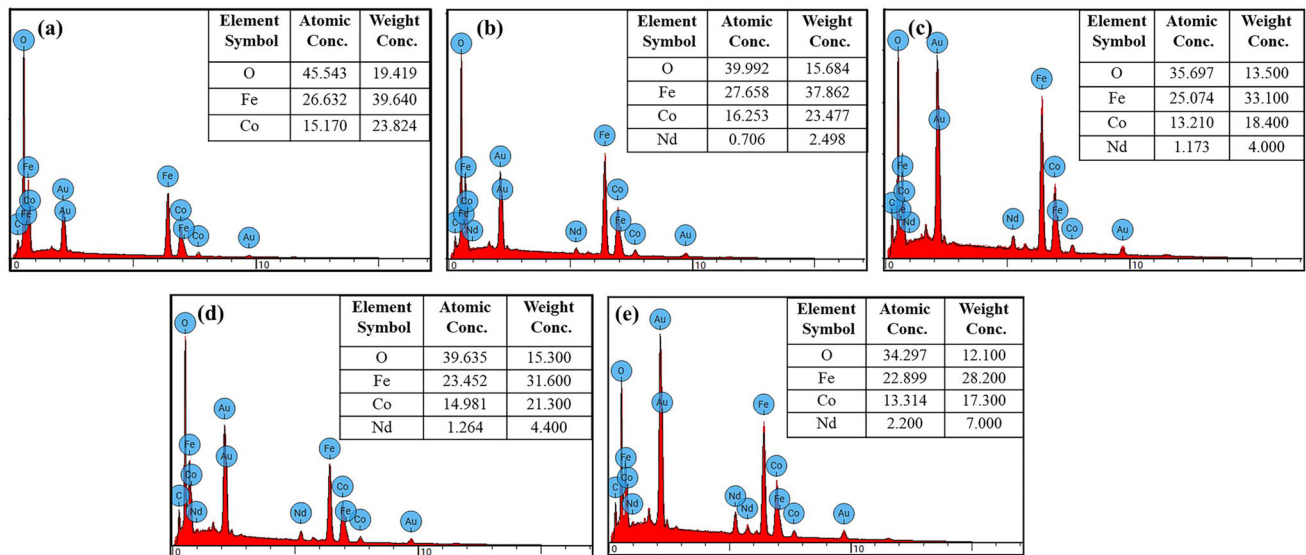 (a)
Element Symbol Atomic Conc. Weight Conc.
O 45.543 19.419
Fe 26.632 39.640
Co 15.170 23.824
O
Fe
Co
Fe
C
Au
Au
Fe
Co
Fe
Co
Au
0 10
(b)
Element Symbol Atomic Conc. Weight Conc.
O 39.992 15.684
Fe 27.658 37.862
Co 16.253 23.477
Nd 0.706 2.498
O
Fe
Co
Fe
C
Nd
Au
Au
Nd
Fe
Co
Fe
Co
Au
0 10
(c)
Element Symbol Atomic Conc. Weight Conc.
O 35.697 13.500
Fe 25.074 33.100
Co 13.210 18.400
Nd 1.173 4.000
O
Fe
Co
C
Nd
Au
Au
Nd
Fe
Co
Fe
Co
Au
0 10
(d)
Element Symbol Atomic Conc. Weight Conc.
O 39.635 15.300
Fe 23.452 31.600
Co 14.981 21.300
Nd 1.264 4.400
O
Fe
Co
C
Nd
Au
Au
Nd
Fe
Co
Fe
Co
Au
0 10
(e)
Element Symbol Atomic Conc. Weight Conc.
O 34.297 12.100
Fe 22.899 28.200
Co 13.314 17.300
Nd 2.200 7.000
O
Fe
Co
C
Nd
Au
Au
Nd
Nd
Fe
Co
Fe
Co
Au
0 10